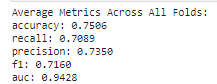 Average Metrics Across All Folds:
accuracy: 0.7506
recall: 0.7089
precision: 0.7350
f1: 0.7160
auc: 0.9428